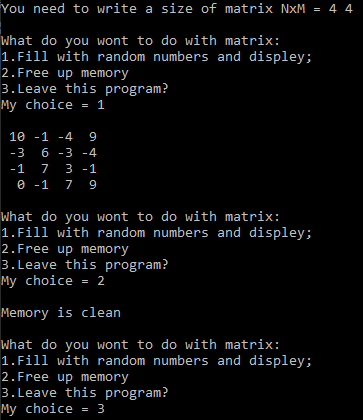 You need to write a size of matrix NxM = 4 4
What do you wont to do with matrix:
1.Fill with random numbers and displey;
2.Free up memory
3.Leave this program?
My choice = 1
10 -1 -4  9
-3  6 -3 -4
-1  7  3 -1
0 -1  7  9
What do you wont to do with matrix:
1.Fill with random numbers and displey;
2.Free up memory
3.Leave this program?
My choice = 2
Memory is clean
What do you wont to do with matrix:
1.Fill with random numbers and displey;
2.Free up memory
3.Leave this program?
My choice = 3